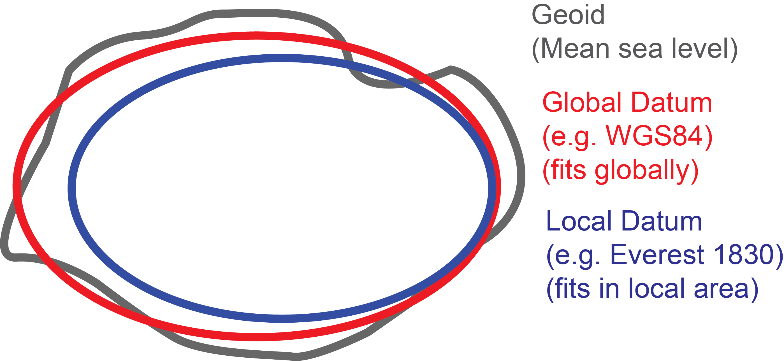 Geoid
(Mean sea level)
Global Datum
(e.g. WGS84)
(fits globally)
Local Datum
(e.g. Everest 1830)
(fits in local area)